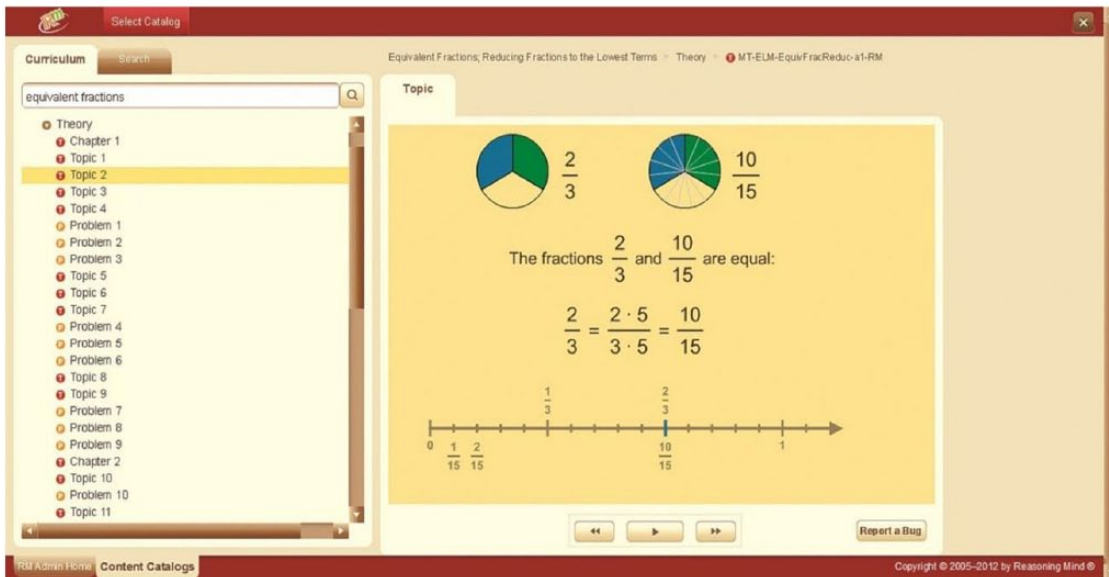 RM
Select Catalog
Curriculum
Search
equivalent fractions
Theory
Chapter 1
Topic 1
Topic 2
Topic 3
Topic 4
Problem 1
Problem 2
Problem 3
Topic 5
Topic 6
Topic 7
Problem 4
Problem 5
Problem 6
Topic 8
Topic 9
Problem 7
Problem 8
Problem 9
Chapter 2
Topic 10
Problem 10
Topic 11
Equivalent Fractions; Reducing Fractions to the Lowest Terms Theory MT-ELM-EquivFracReduc-a1-RM
Topic
2/3 10/15
The fractions 2/3 and 10/15 are equal:
2/3 = 2 · 5/3 · 5 = 10/15
1/3 2/3
0 1/15 2/15 10/15 1
Report a Bug
RM Admin Home Content Catalogs
Copyright © 2005–2012 by Reasoning Mind ®